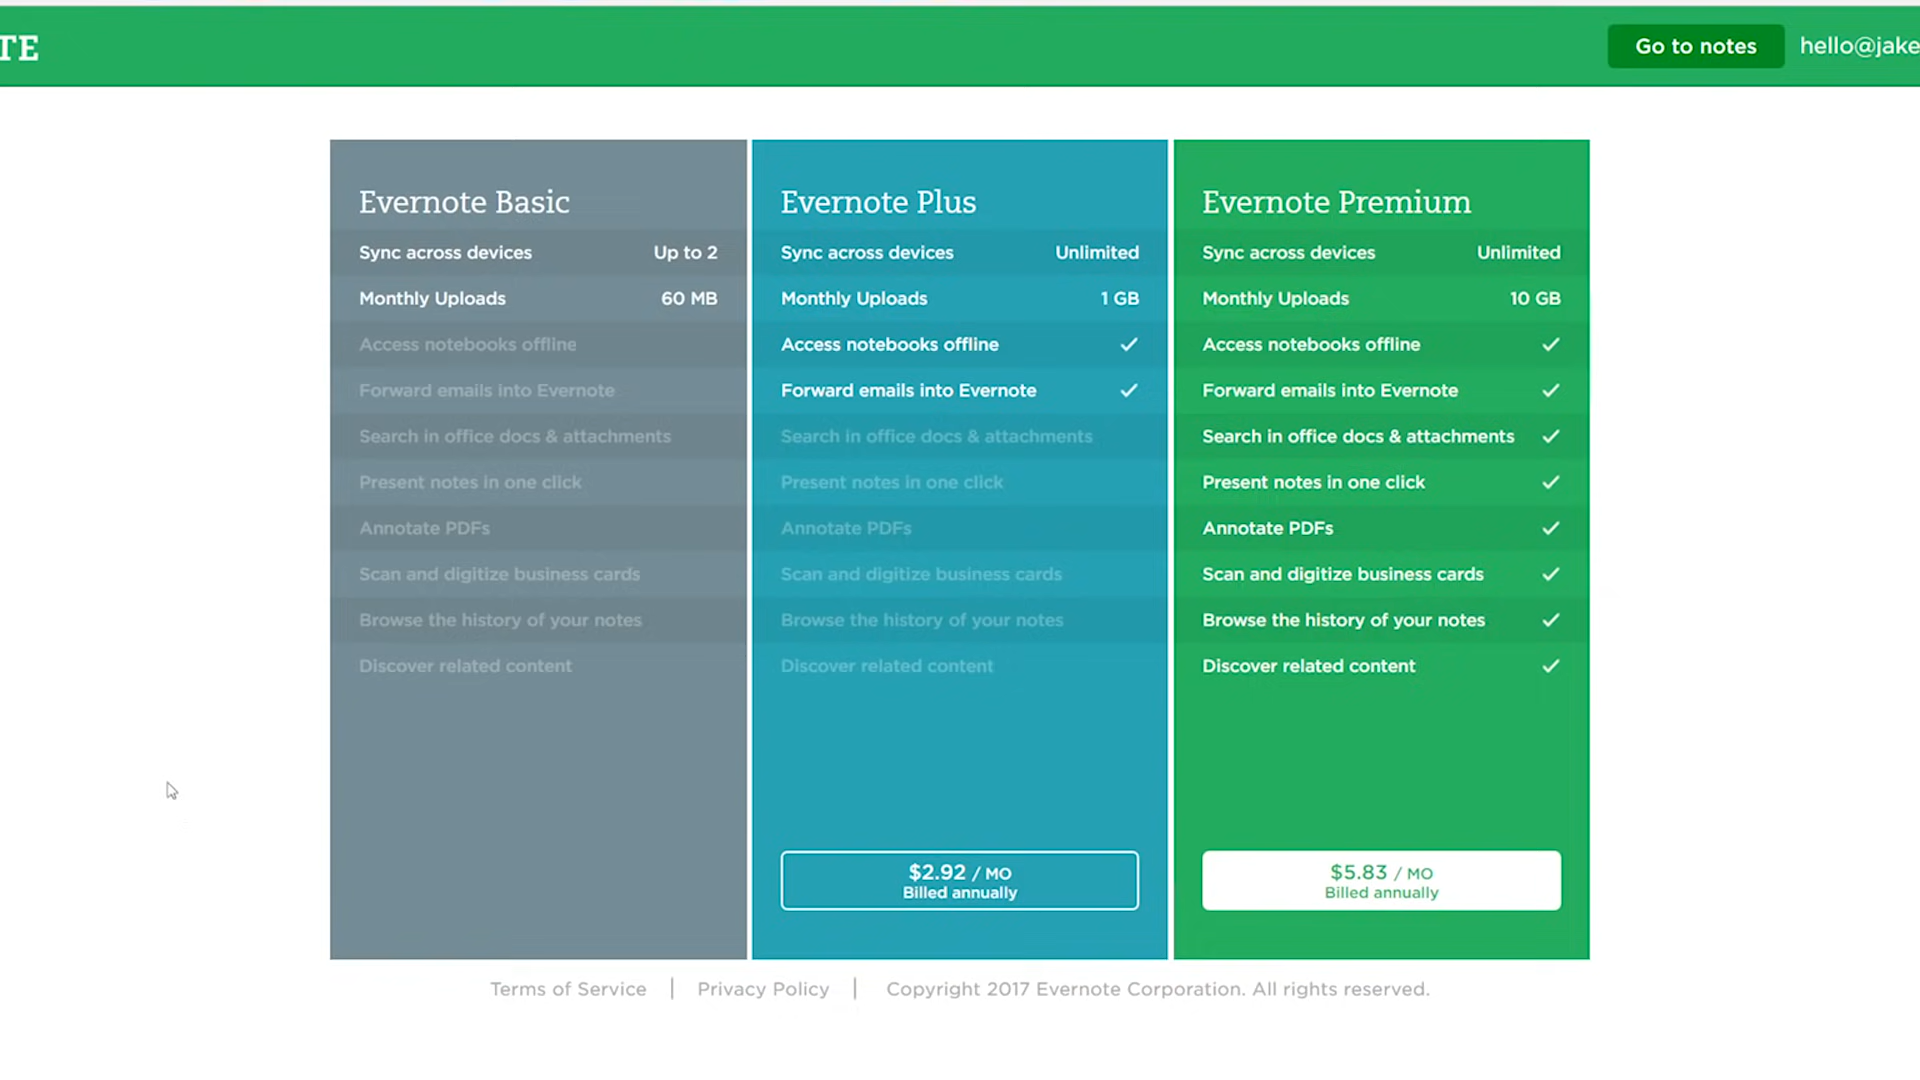 TE
Go to notes
hello@jake
Evernote Basic
Sync across devices Up to 2
Monthly Uploads 60 MB
Access notebooks offline
Forward emails into Evernote
Search in office docs & attachments
Present notes in one click
Annotate PDFs
Scan and digitize business cards
Browse the history of your notes
Discover related content
Evernote Plus
Sync across devices Unlimited
Monthly Uploads 1 GB
Access notebooks offline
Forward emails into Evernote
Search in office docs & attachments
Present notes in one click
Annotate PDFs
Scan and digitize business cards
Browse the history of your notes
Discover related content
$2.92 / MO
Billed annually
Evernote Premium
Sync across devices Unlimited
Monthly Uploads 10 GB
Access notebooks offline
Forward emails into Evernote
Search in office docs & attachments
Present notes in one click
Annotate PDFs
Scan and digitize business cards
Browse the history of your notes
Discover related content
$5.83 / MO
Billed annually
Terms of Service | Privacy Policy | Copyright 2017 Evernote Corporation. All rights reserved.